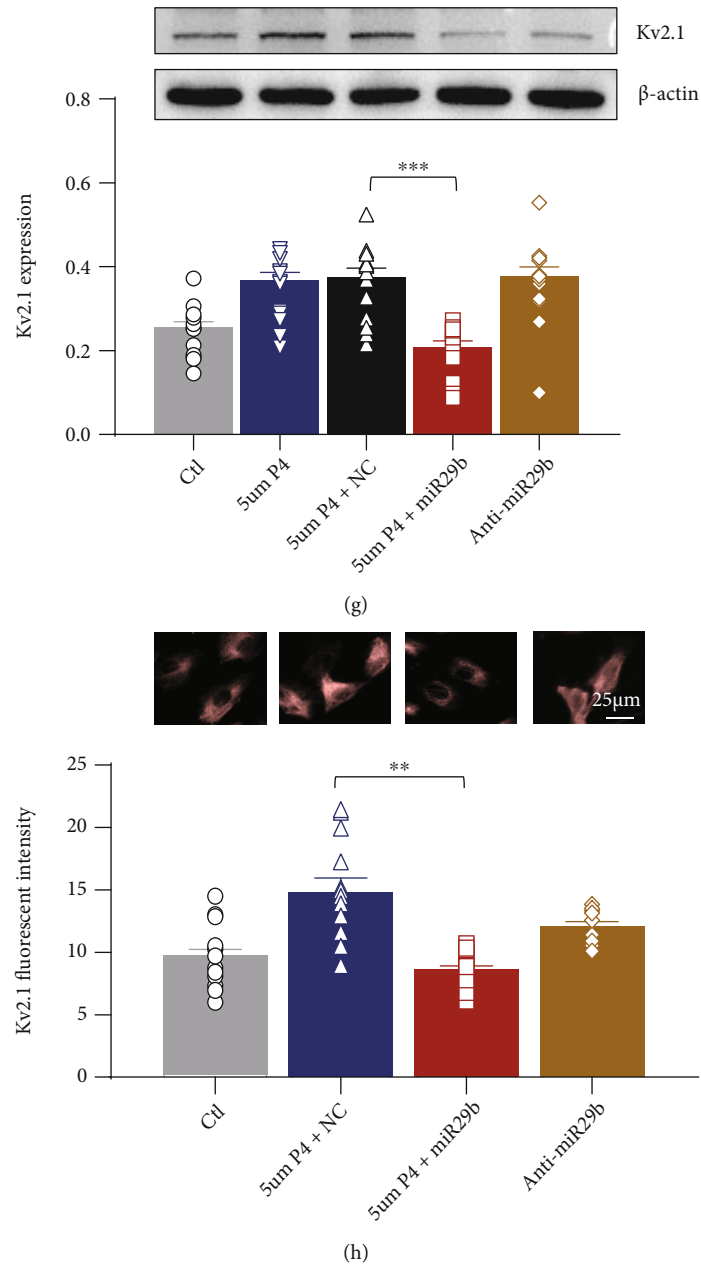 Kv2.1
β-actin
0.8
0.6
0.4
0.2
0.0
Kv2.1 expression
***
Ctl
5um P4
5um P4 + NC
5um P4 + miR29b
Anti-miR29b
(g)
25μm
25
20
15
10
5
0
Kv2.1 fluorescent intensity
**
Ctl
5um P4 + NC
5um P4 + miR29b
Anti-miR29b
(h)